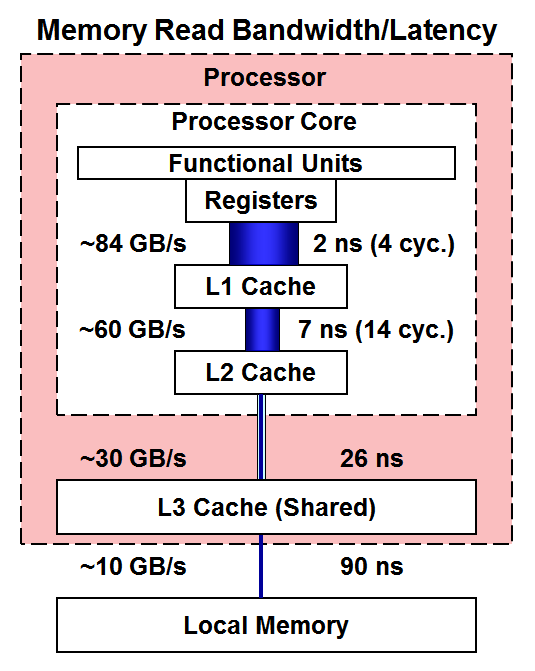 Memory Read Bandwidth/Latency
Processor
Processor Core
Functional Units
Registers
~84 GB/s 2 ns (4 cyc.)
L1 Cache
~60 GB/s 7 ns (14 cyc.)
L2 Cache
~30 GB/s 26 ns
L3 Cache (Shared)
~10 GB/s 90 ns
Local Memory